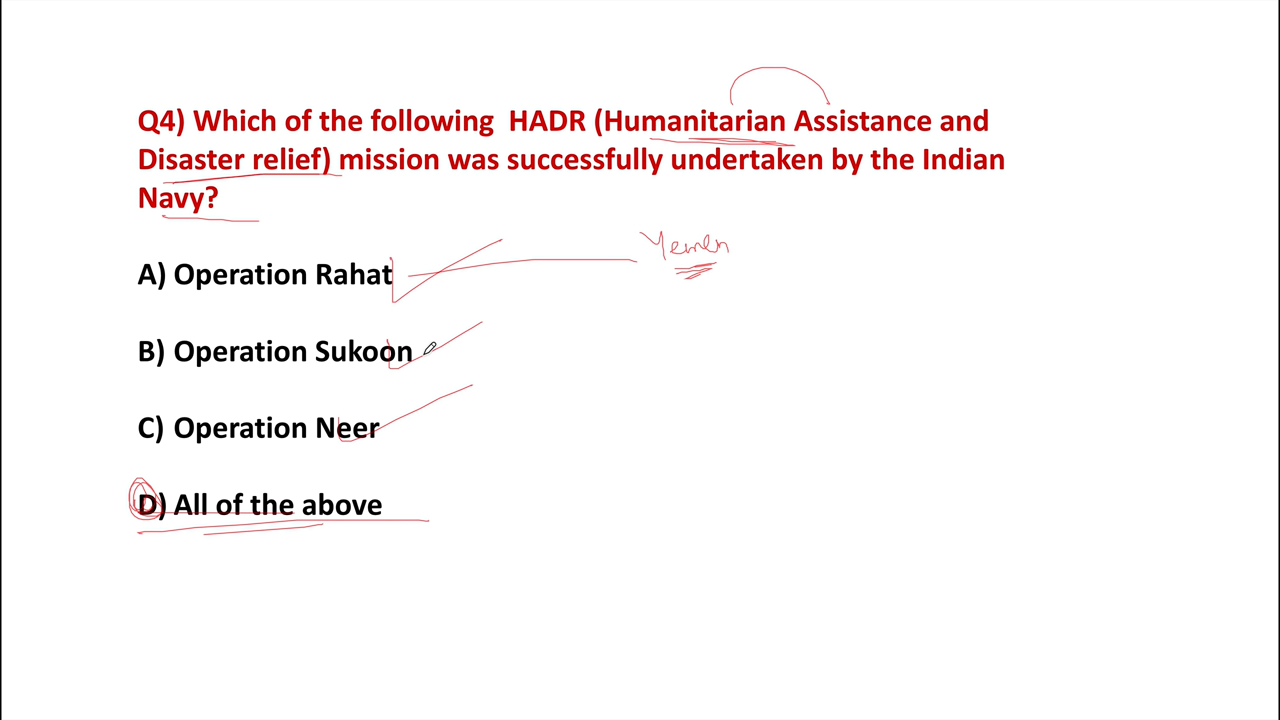 Q4) Which of the following HADR (Humanitarian Assistance and
Disaster relief) mission was successfully undertaken by the Indian
Navy?
A) Operation Rahat
Yemen
B) Operation Sukoon
C) Operation Neer
D) All of the above